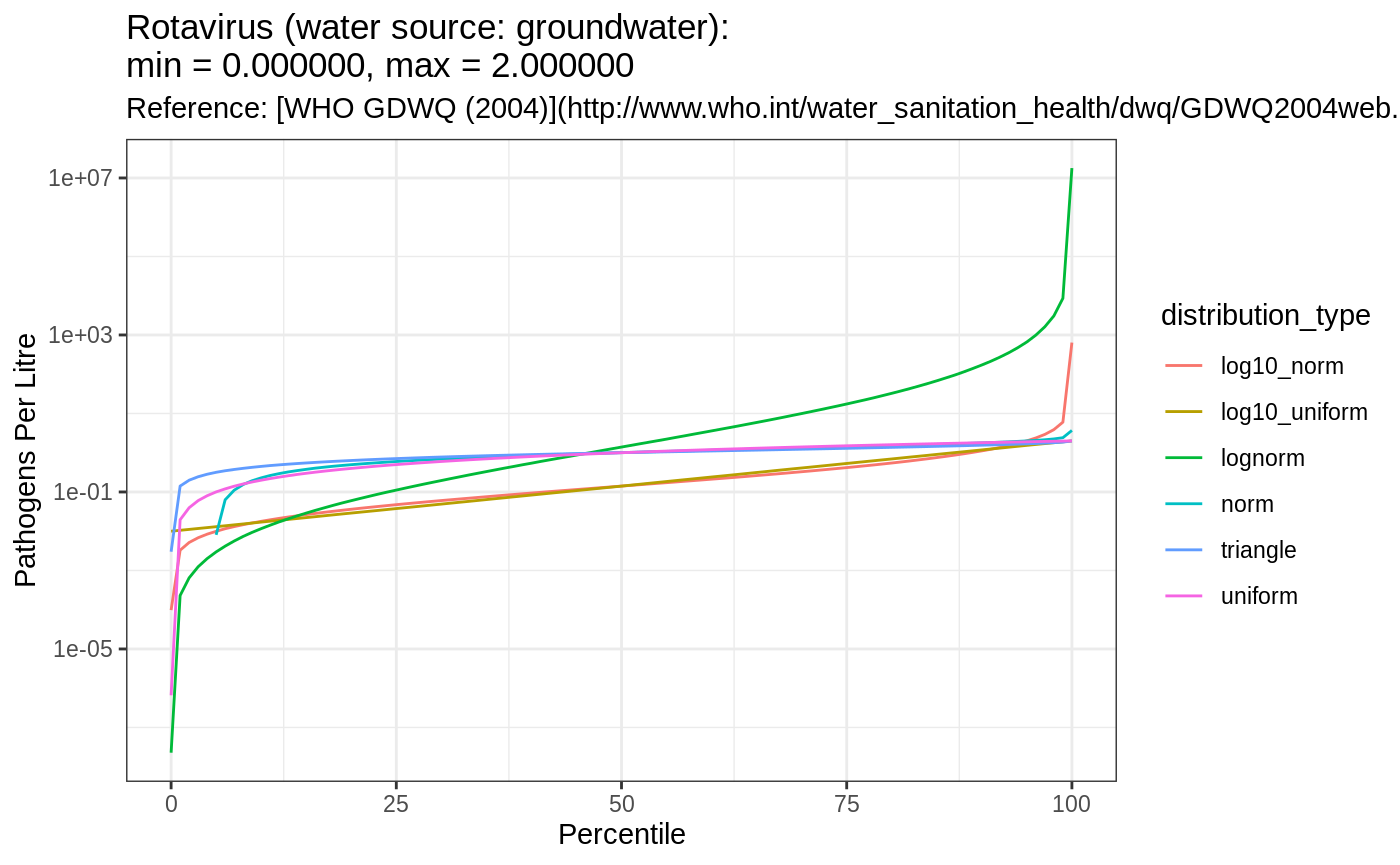 Rotavirus (water source: groundwater):
min = 0.000000, max = 2.000000
Reference: [WHO GDWQ (2004)](http://www.who.int/water_sanitation_health/dwq/GDWQ2004web.
Pathogens Per Litre
1e+07
1e+03
1e-01
1e-05
0 25 50 75 100
Percentile
distribution_type
log10_norm
log10_uniform
lognorm
norm
triangle
uniform